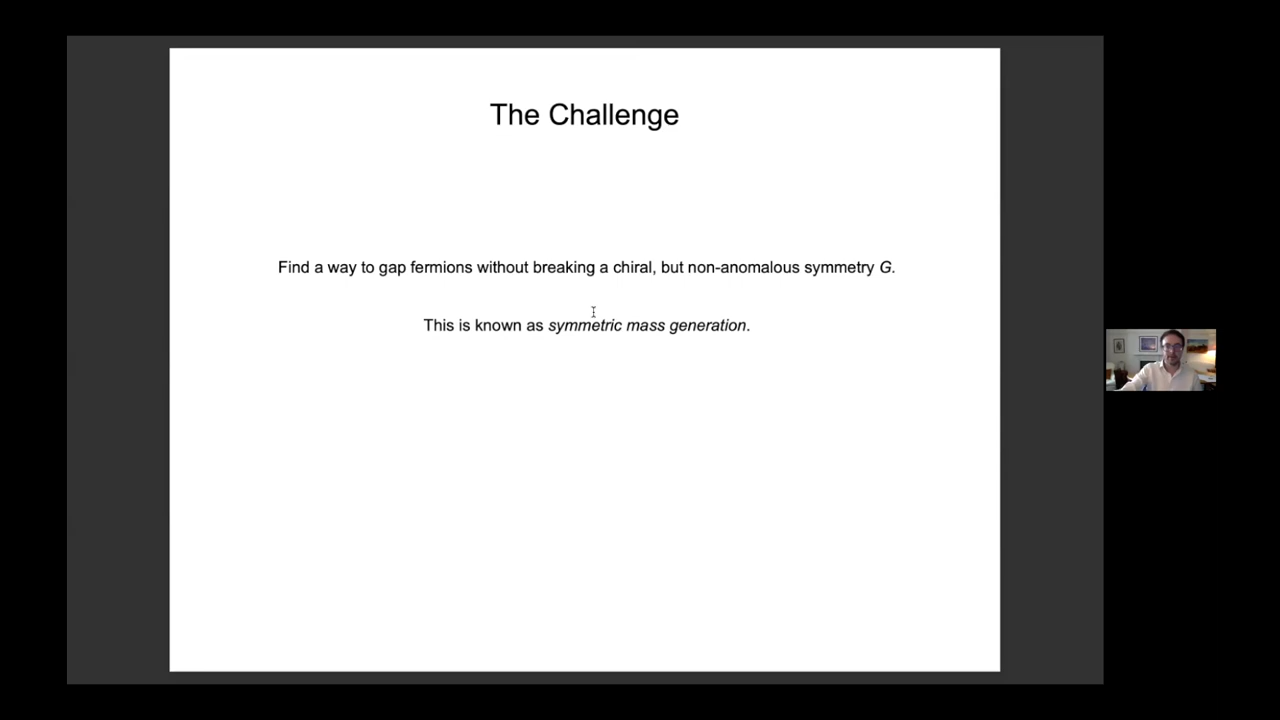 The Challenge
Find a way to gap fermions without breaking a chiral, but non-anomalous symmetry G.
This is known as symmetric mass generation.